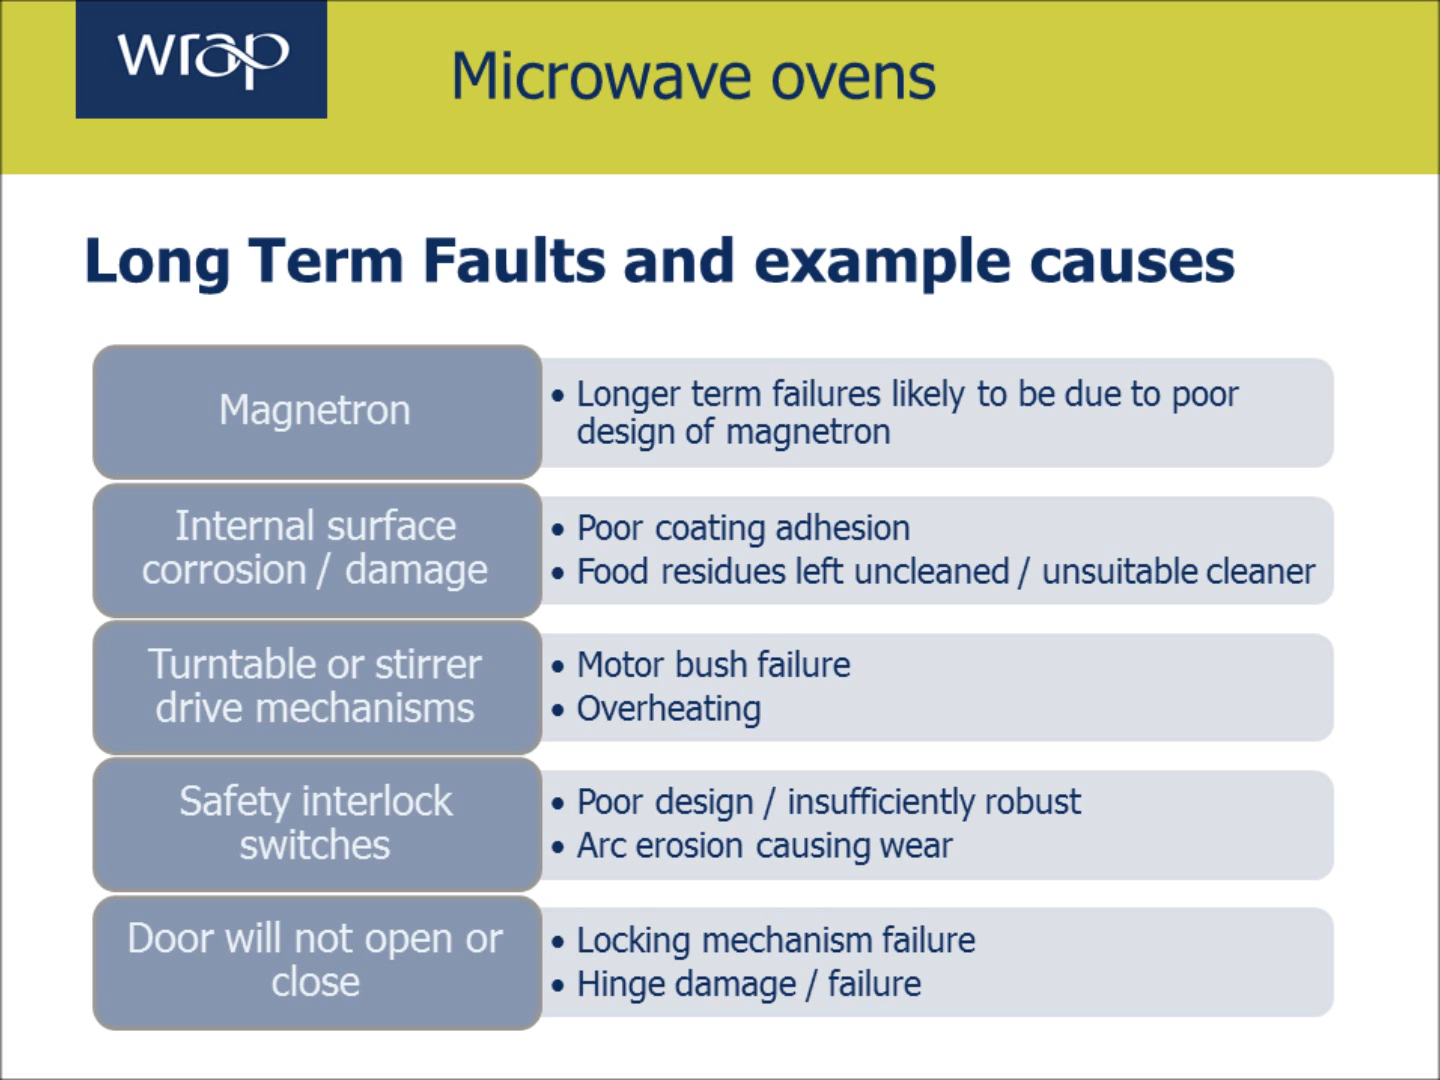 wrap
Microwave ovens
Long Term Faults and example causes
Magnetron
• Longer term failures likely to be due to poor
design of magnetron
Internal surface
corrosion / damage
• Poor coating adhesion
• Food residues left uncleaned / unsuitable cleaner
Turntable or stirrer
drive mechanisms
• Motor bush failure
• Overheating
Safety interlock
switches
• Poor design / insufficiently robust
• Arc erosion causing wear
Door will not open or
close
• Locking mechanism failure
• Hinge damage / failure